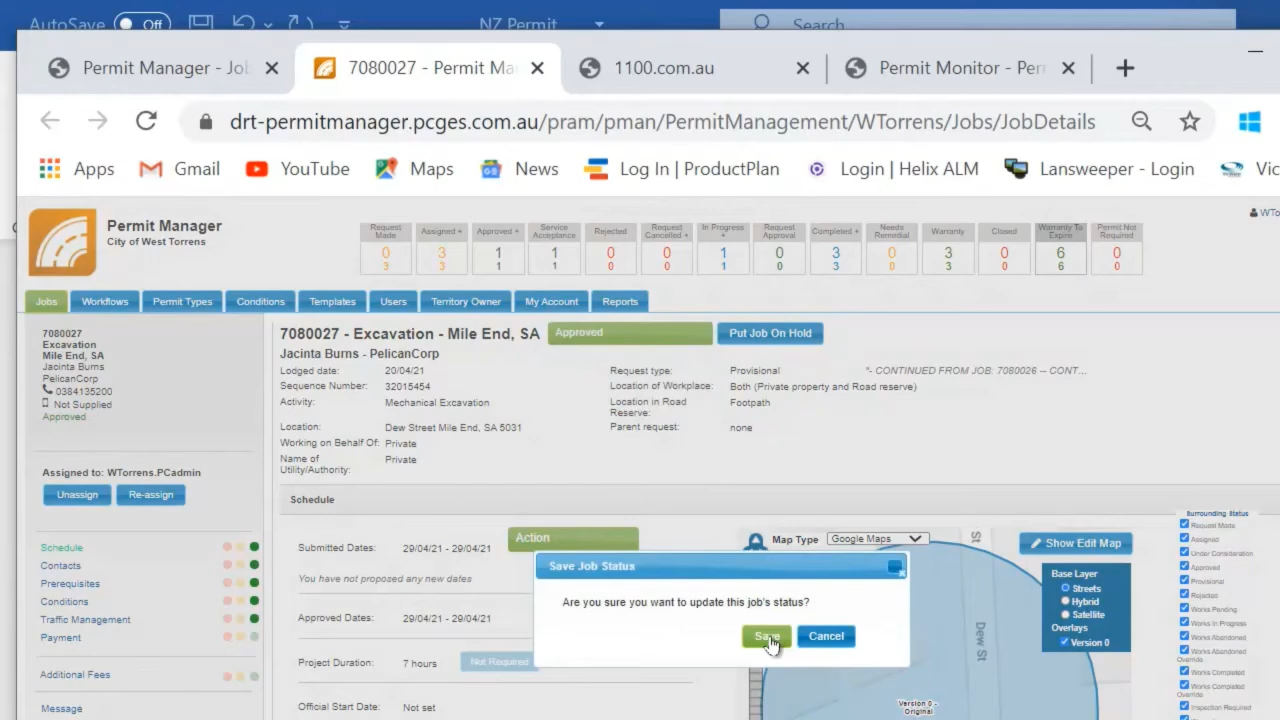 AutoSave Off NZ Permit Search
Permit Manager - Job 7080027 - Permit Ma 1100.com.au Permit Monitor - Per
drt-permitmanager.pcges.com.au/pram/pman/PermitManagement/WTorrens/Jobs/JobDetails
Apps Gmail YouTube Maps News Log In | ProductPlan Login | Helix ALM Lansweeper - Login Vic
Permit Manager
City of West Torrens
WTo
Request Made 0 3
Assigned + 3 3
Approved + 1 1
Service Acceptance 1 1
Rejected 0 0
Request Cancelled + 0 0
In Progress + 1 1
Request Approval 0 0
Completed + 3 3
Needs Remedial 0 0
Warranty 3 3
Closed 0 0
Warranty To Expire 6 6
Permit Not Required 0 0
Jobs Workflows Permit Types Conditions Templates Users Territory Owner My Account Reports
7080027
Excavation
Mile End, SA
Jacinta Burns
PelicanCorp
0384135200
Not Supplied
Approved
Assigned to: WTorrens.PCadmin
Unassign Re-assign
Schedule
Contacts
Prerequisites
Conditions
Traffic Management
Payment
Additional Fees
Message
7080027 - Excavation - Mile End, SA Approved Put Job On Hold
Jacinta Burns - PelicanCorp
Lodged date: 20/04/21 Request type: Provisional *- CONTINUED FROM JOB: 7080026 -- CONT...
Sequence Number: 32015454 Location of Workplace: Both (Private property and Road reserve)
Activity: Mechanical Excavation Location in Road Reserve: Footpath
Location: Dew Street Mile End, SA 5031 Parent request: none
Working on Behalf Of: Private
Name of Utility/Authority: Private
Schedule
Submitted Dates: 29/04/21 - 29/04/21 Action
You have not proposed any new dates
Approved Dates: 29/04/21 - 29/04/21
Project Duration: 7 hours Not Required
Official Start Date: Not set
Save Job Status
Are you sure you want to update this job's status?
Save Cancel
Map Type Google Maps
Show Edit Map
St
Dew St
Base Layer
Streets
Hybrid
Satellite
Overlays
Version 0
Version 0 -
Original
Surrounding Status
Request Made
Assigned
Under Consideration
Approved
Provisional
Rejected
Works Pending
Works In Progress
Works Abandoned
Works Abandoned
Override
Works Completed
Works Completed
Override
Inspection Required